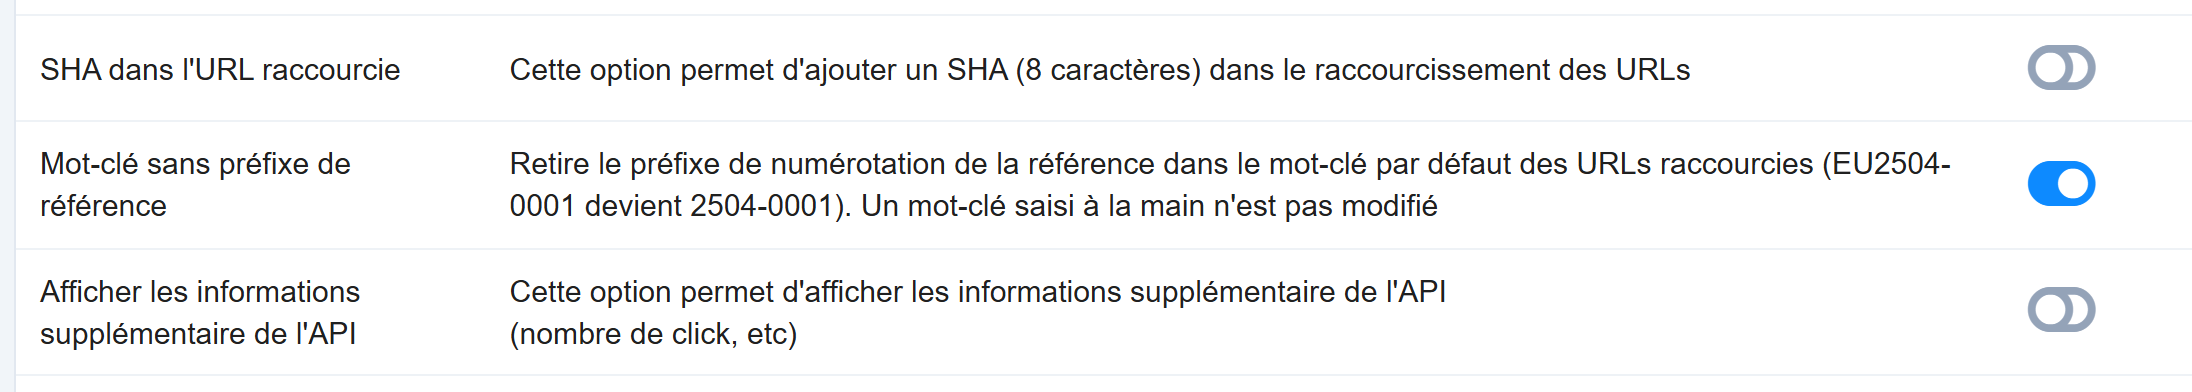 SHA dans l'URL raccourcie
Cette option permet d'ajouter un SHA (8 caractères) dans le raccourcissement des URLs
Mot-clé sans préfixe de
référence
Retire le préfixe de numérotation de la référence dans le mot-clé par défaut des URLs raccourcies (EU2504-
0001 devient 2504-0001). Un mot-clé saisi à la main n'est pas modifié
Afficher les informations
supplémentaire de l'API
Cette option permet d'afficher les informations supplémentaire de l'API
(nombre de click, etc)